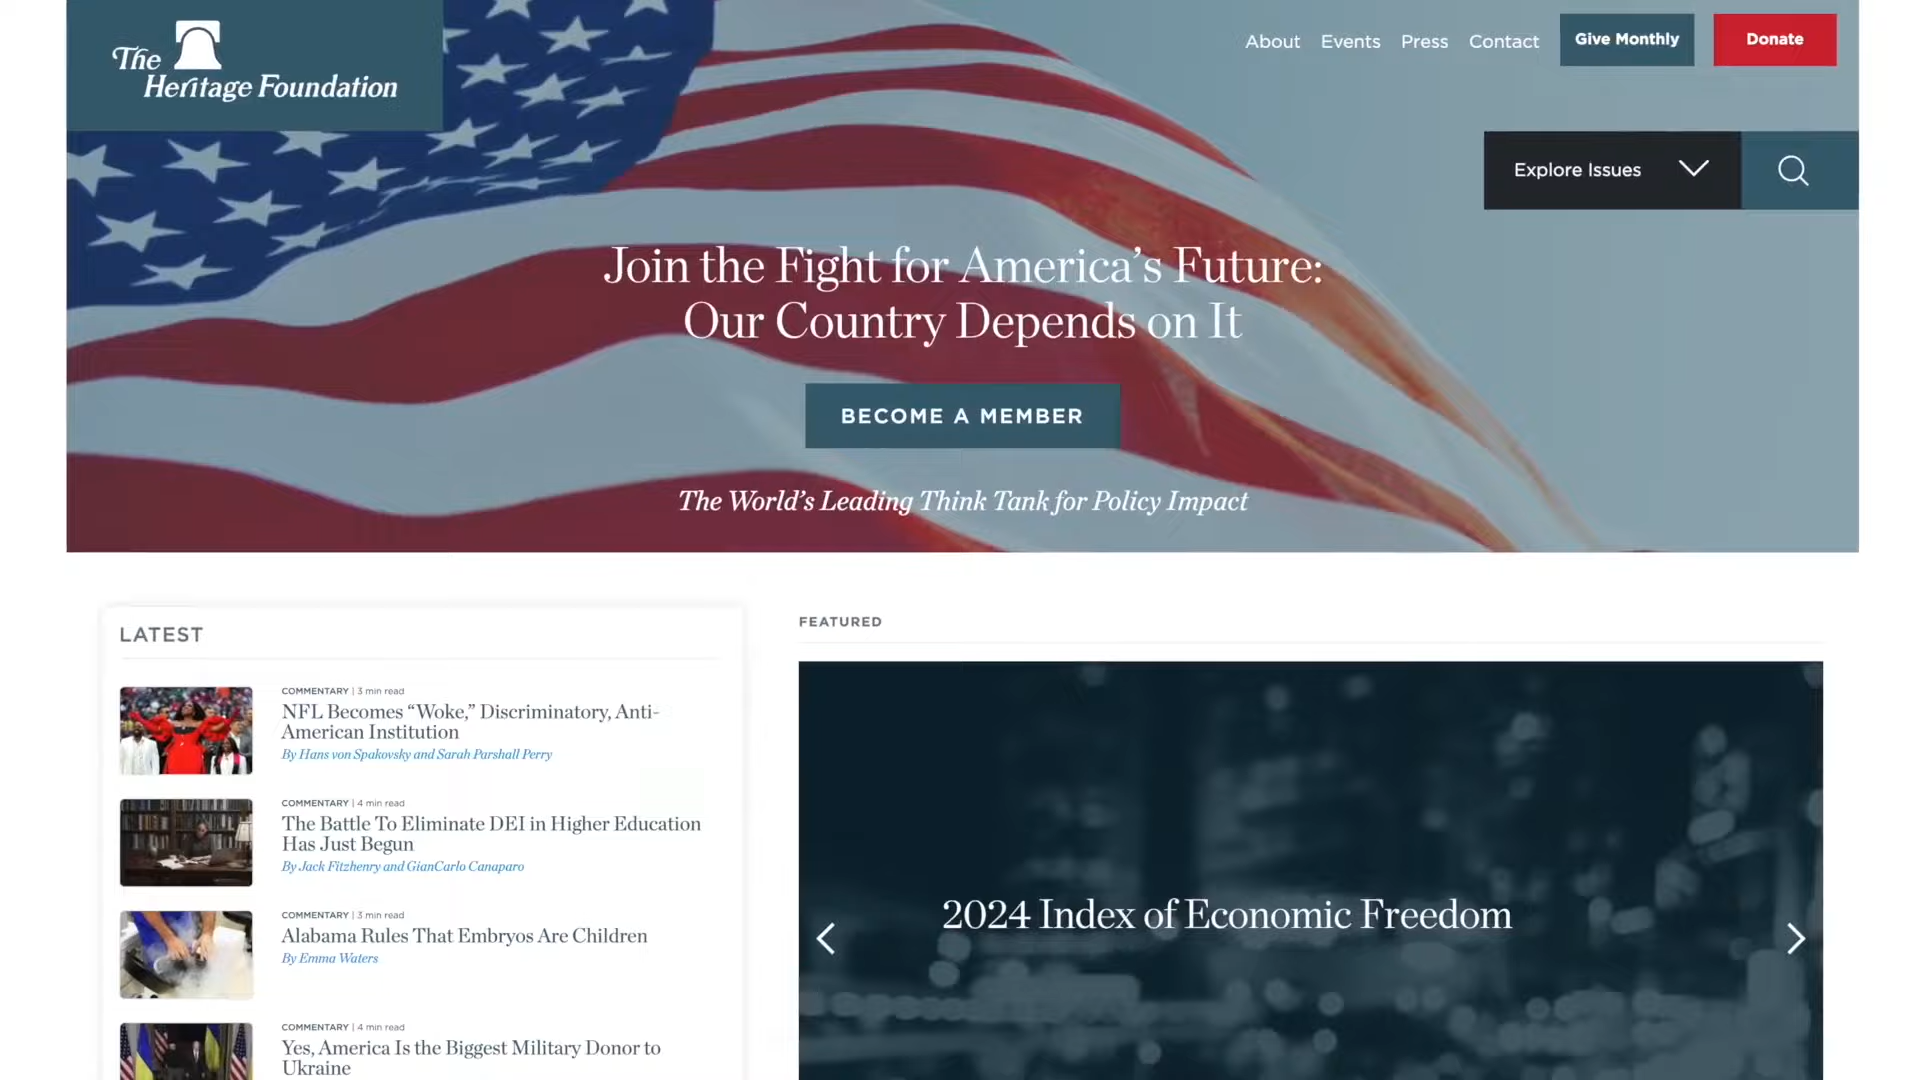 The
Heritage Foundation
About Events Press Contact Give Monthly Donate
Explore Issues
Join the Fight for America’s Future:
Our Country Depends on It
BECOME A MEMBER
The World’s Leading Think Tank for Policy Impact
LATEST
COMMENTARY | 3 min read
NFL Becomes “Woke,” Discriminatory, Anti-
American Institution
By Hans von Spakovsky and Sarah Parshall Perry
COMMENTARY | 4 min read
The Battle To Eliminate DEI in Higher Education
Has Just Begun
By Jack Fitzhenry and GianCarlo Canaparo
COMMENTARY | 3 min read
Alabama Rules That Embryos Are Children
By Emma Waters
COMMENTARY | 4 min read
Yes, America Is the Biggest Military Donor to
Ukraine
FEATURED
2024 Index of Economic Freedom